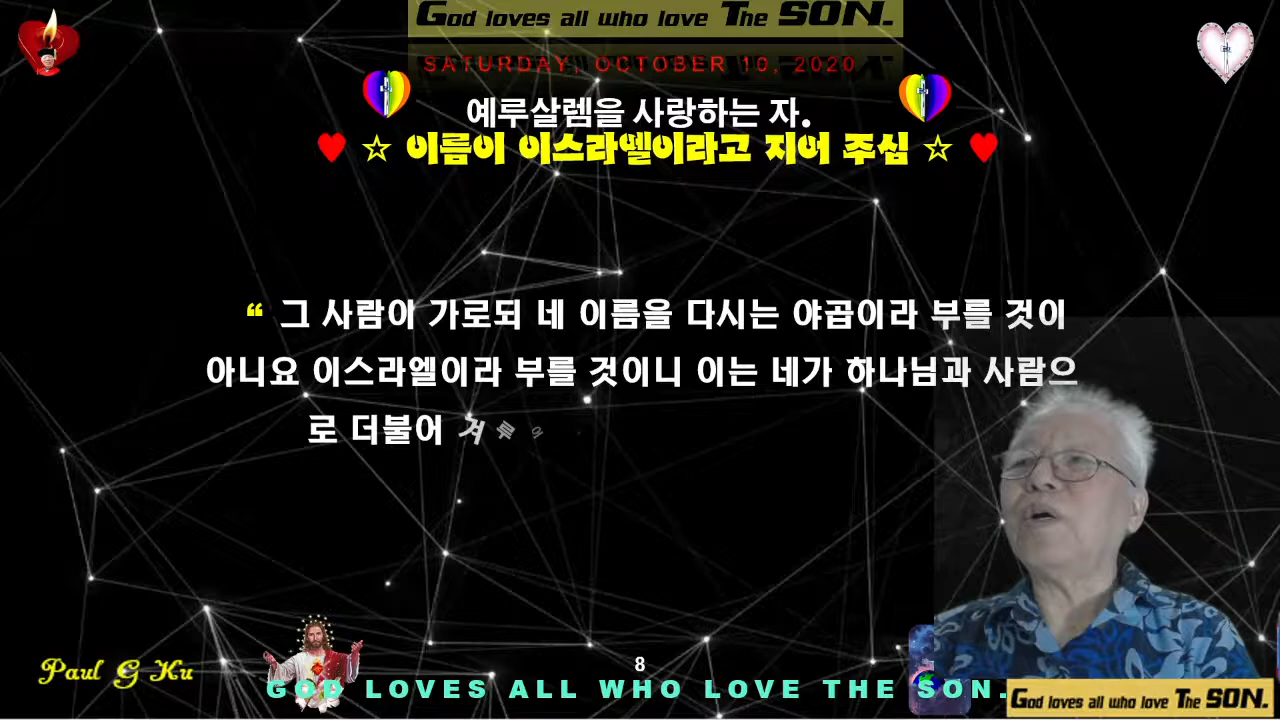 God loves all who love The SON.
SATURDAY, OCTOBER 10, 2020
예루살렘을 사랑하는 자.
♥ ☆ 이름이 이스라엘이라고 지어 주심 ☆ ♥
“ 그 사람이 가로되 네 이름을 다시는 야곱이라 부를 것이
아니요 이스라엘이라 부를 것이니 이는 네가 하나님과 사람으
로 더불어 겨루어
Paul G Ku
8
GOD LOVES ALL WHO LOVE THE SON.
God loves all who love The SON.